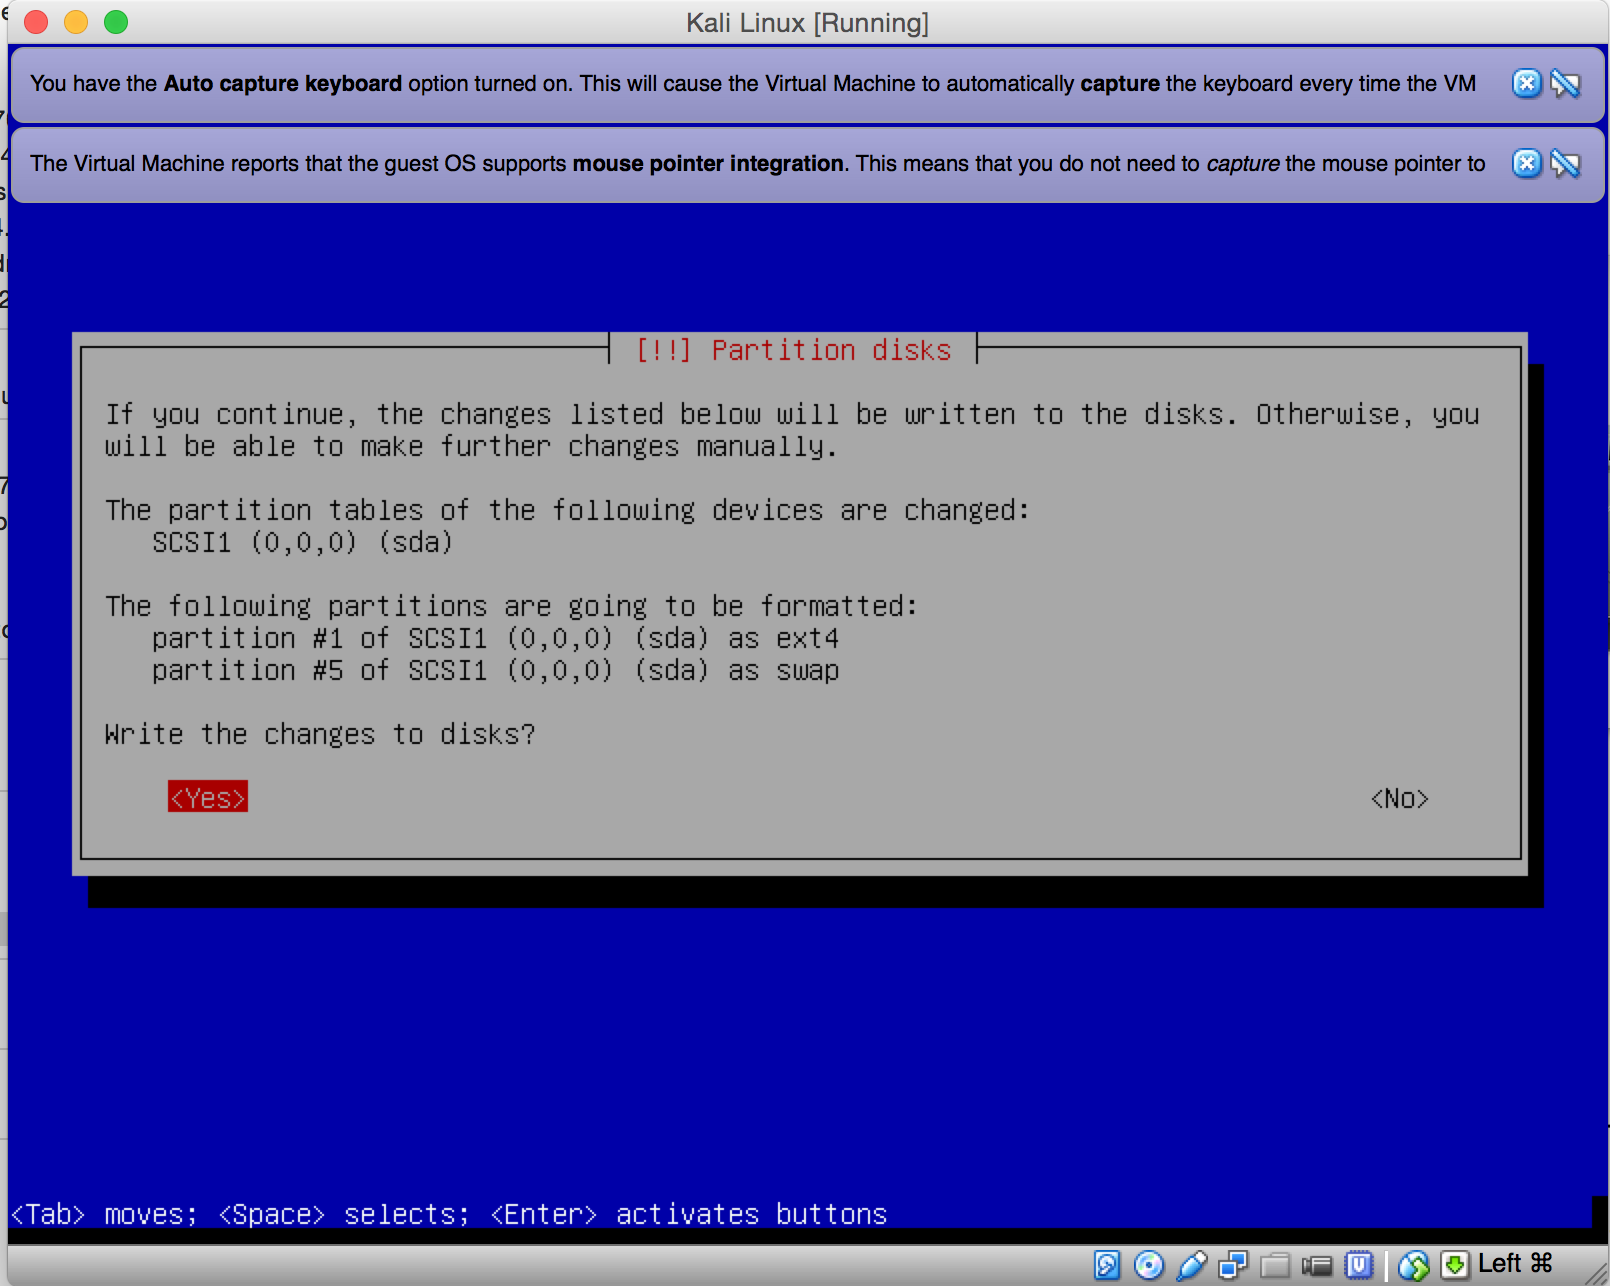 Kali Linux [Running]
You have the Auto capture keyboard option turned on. This will cause the Virtual Machine to automatically capture the keyboard every time the VM
The Virtual Machine reports that the guest OS supports mouse pointer integration. This means that you do not need to capture the mouse pointer to
[!!] Partition disks
If you continue, the changes listed below will be written to the disks. Otherwise, you
will be able to make further changes manually.
The partition tables of the following devices are changed:
SCSI1 (0,0,0) (sda)
The following partitions are going to be formatted:
partition #1 of SCSI1 (0,0,0) (sda) as ext4
partition #5 of SCSI1 (0,0,0) (sda) as swap
Write the changes to disks?
<Yes> <No>
<Tab> moves; <Space> selects; <Enter> activates buttons
Left ⌘